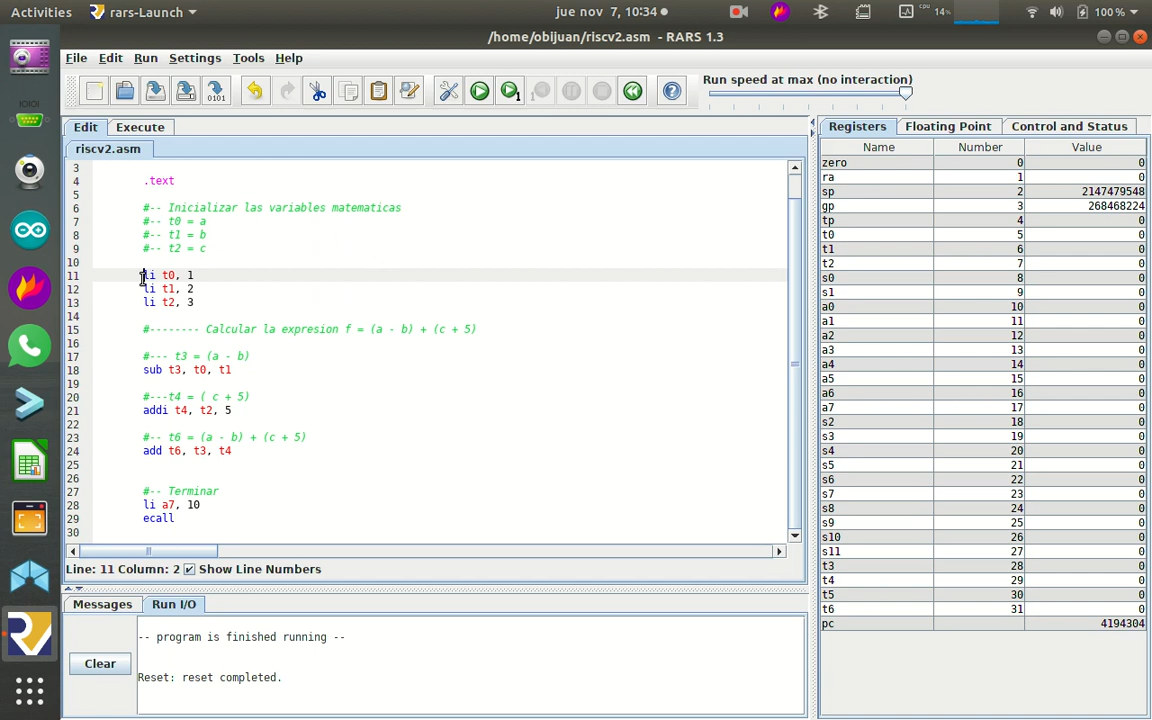 Activities rars-Launch jue nov 7, 10:34 cpu 14% 100%
/home/obijuan/riscv2.asm - RARS 1.3
File Edit Run Settings Tools Help
Run speed at max (no interaction)
Edit Execute
riscv2.asm
3
4 .text
5
6 #-- Inicializar las variables matematicas
7 #-- t0 = a
8 #-- t1 = b
9 #-- t2 = c
10
11 li t0, 1
12 li t1, 2
13 li t2, 3
14
15 #-------- Calcular la expresion f = (a - b) + (c + 5)
16
17 #--- t3 = (a - b)
18 sub t3, t0, t1
19
20 #---t4 = ( c + 5)
21 addi t4, t2, 5
22
23 #-- t6 = (a - b) + (c + 5)
24 add t6, t3, t4
25
26
27 #-- Terminar
28 li a7, 10
29 ecall
30
Line: 11 Column: 2 Show Line Numbers
Messages Run I/O
-- program is finished running --
Reset: reset completed.
Clear
Registers Floating Point Control and Status
Name Number Value
zero 0 0
ra 1 0
sp 2 2147479548
gp 3 268468224
tp 4 0
t0 5 0
t1 6 0
t2 7 0
s0 8 0
s1 9 0
a0 10 0
a1 11 0
a2 12 0
a3 13 0
a4 14 0
a5 15 0
a6 16 0
a7 17 0
s2 18 0
s3 19 0
s4 20 0
s5 21 0
s6 22 0
s7 23 0
s8 24 0
s9 25 0
s10 26 0
s11 27 0
t3 28 0
t4 29 0
t5 30 0
t6 31 0
pc 4194304